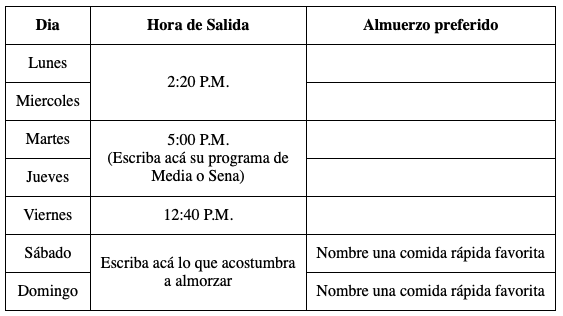 Dia Hora de Salida Almuerzo preferido
Lunes
2:20 P.M.
Miercoles
Martes
5:00 P.M.
(Escriba acá su programa de
Media o Sena)
Jueves
Viernes 12:40 P.M.
Sábado
Escriba acá lo que acostumbra
a almorzar
Nombre una comida rápida favorita
Domingo
Nombre una comida rápida favorita